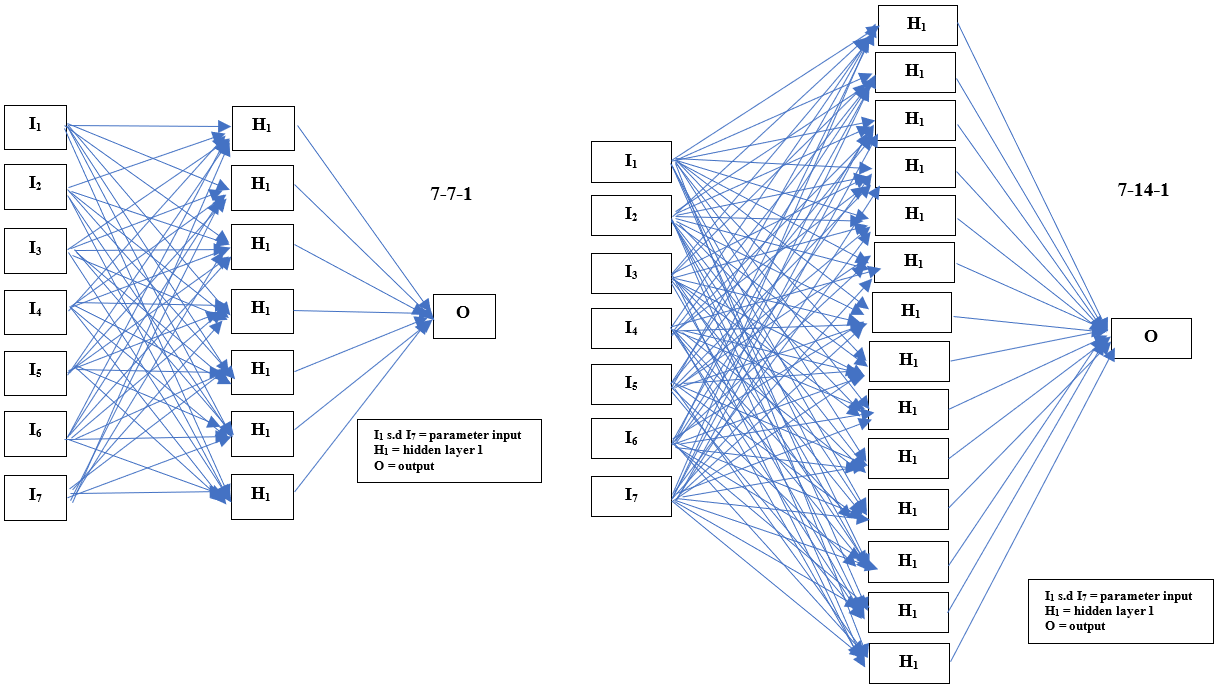 I1
I2
I3
I4
I5
I6
I7
H1
H1
H1
H1
H1
H1
H1
7-7-1
O
I1 s.d I7 = parameter input
H1 = hidden layer 1
O = output
I1
I2
I3
I4
I5
I6
I7
H1
H1
H1
H1
H1
H1
H1
H1
H1
H1
H1
H1
H1
H1
7-14-1
O
I1 s.d I7 = parameter input
H1 = hidden layer 1
O = output